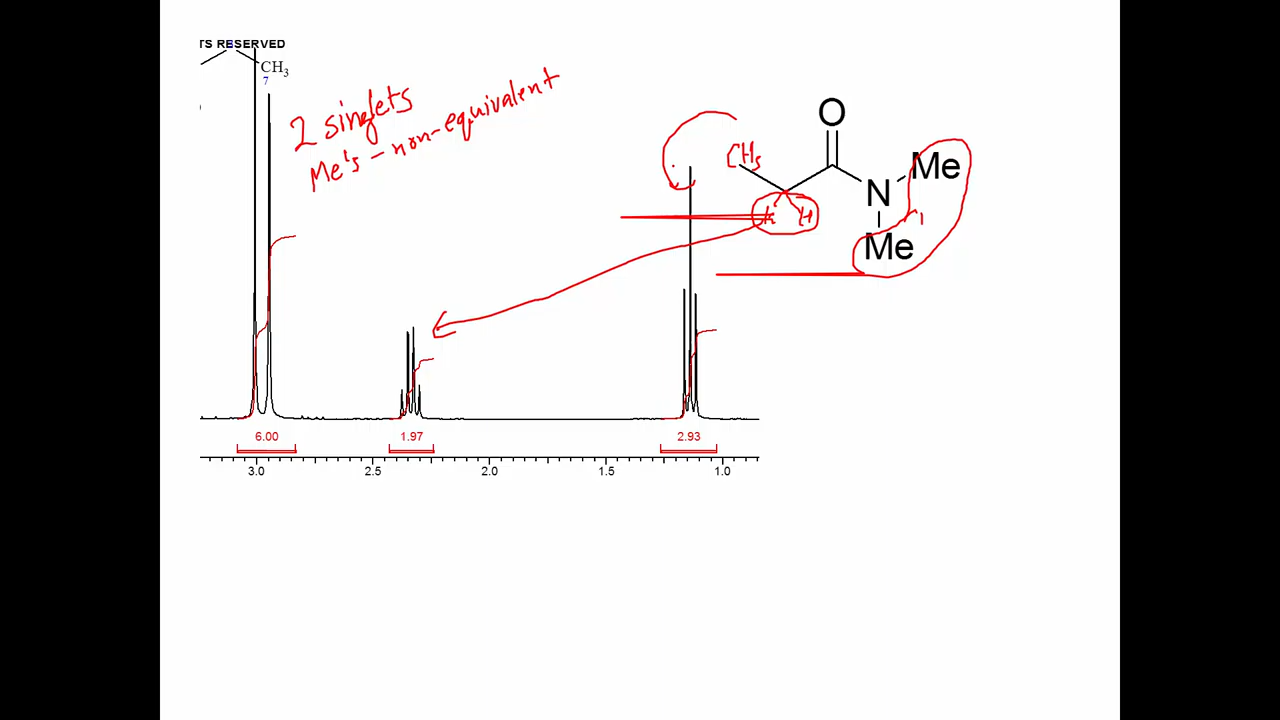 TS RESERVED
CH3
7
2 singlets
Me's - non-equivalent
O
CH3
Me
N
H H
Me
6.00 1.97 2.93
3.0 2.5 2.0 1.5 1.0